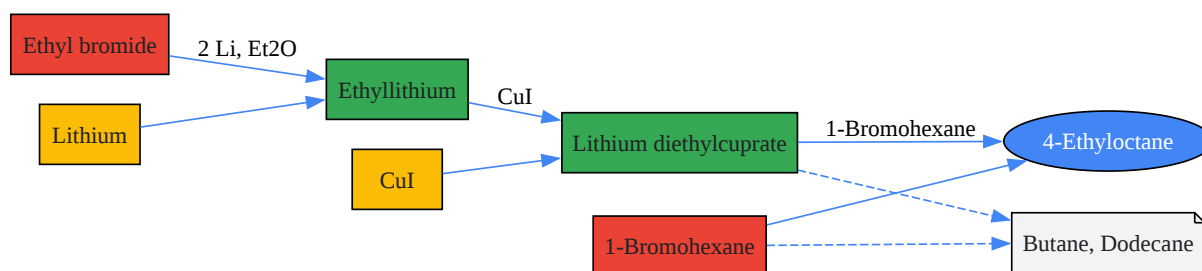 Ethyl bromide
2 Li, Et2O
Lithium
Ethyllithium
CuI
CuI
Lithium diethylcuprate
1-Bromohexane
1-Bromohexane
4-Ethyloctane
Butane, Dodecane